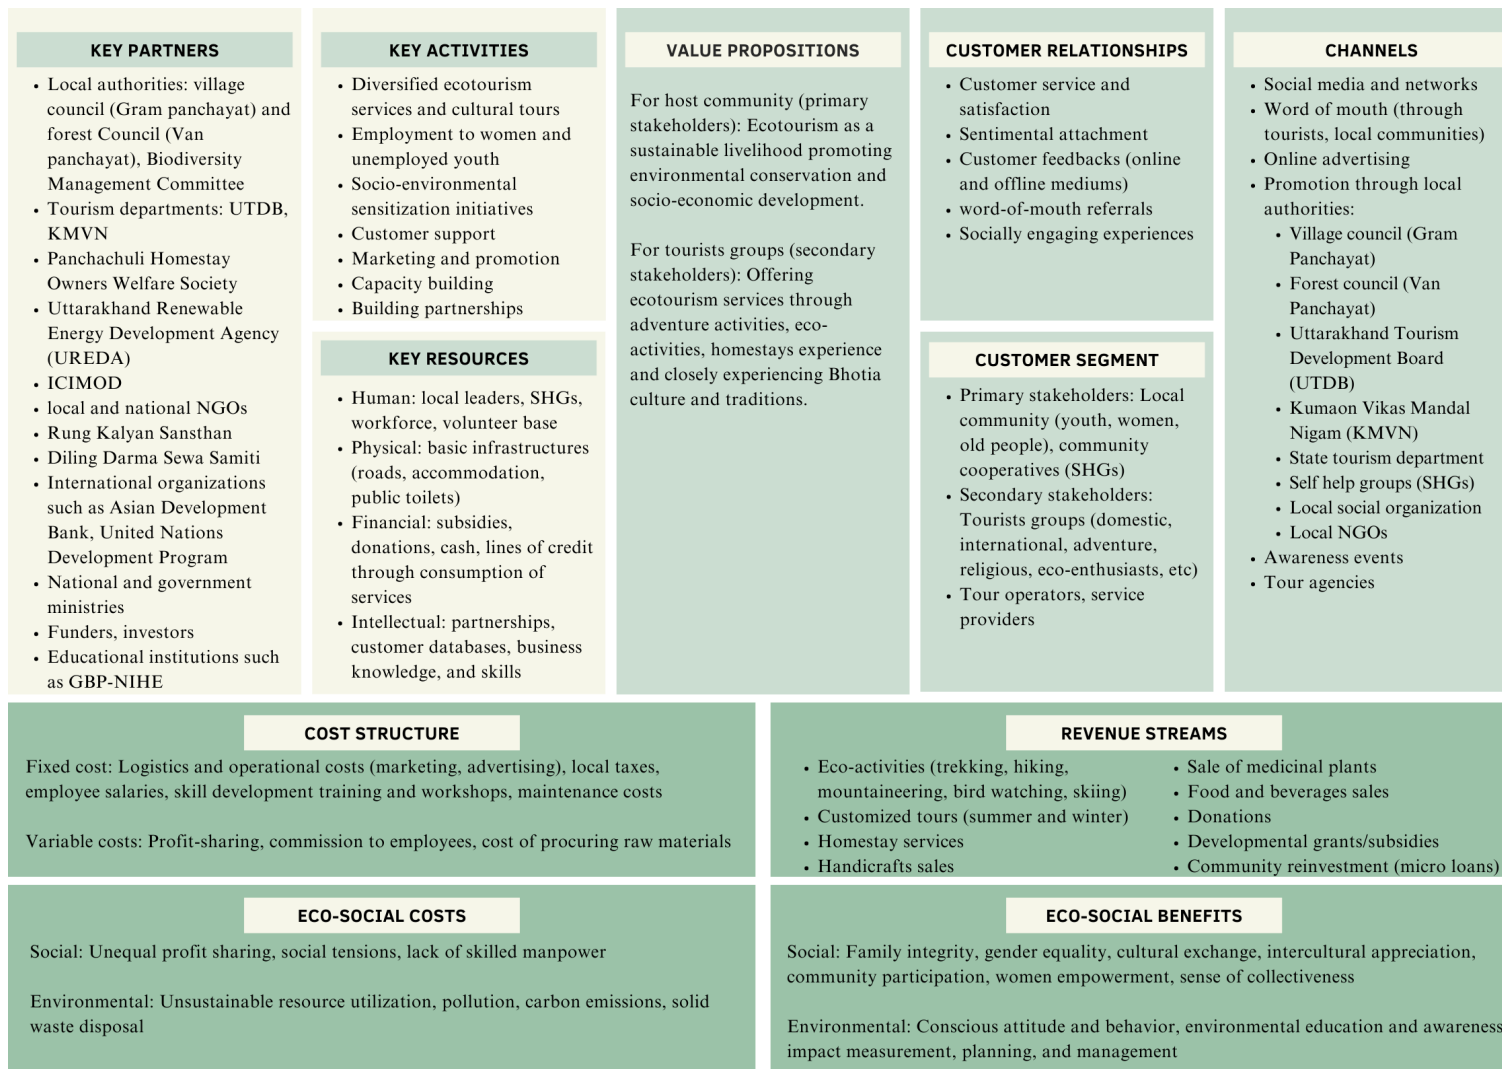 KEY PARTNERS
• Local authorities: village
council (Gram panchayat) and
forest Council (Van
panchayat), Biodiversity
Management Committee
• Tourism departments: UTDB,
KMVN
• Panchachuli Homestay
Owners Welfare Society
• Uttarakhand Renewable
Energy Development Agency
(UREDA)
• ICIMOD
• local and national NGOs
• Rung Kalyan Sansthan
• Diling Darma Sewa Samiti
• International organizations
such as Asian Development
Bank, United Nations
Development Program
• National and government
ministries
• Funders, investors
• Educational institutions such
as GBP-NIHE
KEY ACTIVITIES
• Diversified ecotourism
services and cultural tours
• Employment to women and
unemployed youth
• Socio-environmental
sensitization initiatives
• Customer support
• Marketing and promotion
• Capacity building
• Building partnerships
KEY RESOURCES
• Human: local leaders, SHGs,
workforce, volunteer base
• Physical: basic infrastructures
(roads, accommodation,
public toilets)
• Financial: subsidies,
donations, cash, lines of credit
through consumption of
services
• Intellectual: partnerships,
customer databases, business
knowledge, and skills
VALUE PROPOSITIONS
For host community (primary
stakeholders): Ecotourism as a
sustainable livelihood promoting
environmental conservation and
socio-economic development.
For tourists groups (secondary
stakeholders): Offering
ecotourism services through
adventure activities, eco-
activities, homestays experience
and closely experiencing Bhotia
culture and traditions.
CUSTOMER RELATIONSHIPS
• Customer service and
satisfaction
• Sentimental attachment
• Customer feedbacks (online
and offline mediums)
• word-of-mouth referrals
• Socially engaging experiences
CUSTOMER SEGMENT
• Primary stakeholders: Local
community (youth, women,
old people), community
cooperatives (SHGs)
• Secondary stakeholders:
Tourists groups (domestic,
international, adventure,
religious, eco-enthusiasts, etc)
• Tour operators, service
providers
CHANNELS
• Social media and networks
• Word of mouth (through
tourists, local communities)
• Online advertising
• Promotion through local
authorities:
• Village council (Gram
Panchayat)
• Forest council (Van
Panchayat)
• Uttarakhand Tourism
Development Board
(UTDB)
• Kumaon Vikas Mandal
Nigam (KMVN)
• State tourism department
• Self help groups (SHGs)
• Local social organization
• Local NGOs
• Awareness events
• Tour agencies
COST STRUCTURE
Fixed cost: Logistics and operational costs (marketing, advertising), local taxes,
employee salaries, skill development training and workshops, maintenance costs
Variable costs: Profit-sharing, commission to employees, cost of procuring raw materials
REVENUE STREAMS
• Eco-activities (trekking, hiking,
mountaineering, bird watching, skiing)
• Customized tours (summer and winter)
• Homestay services
• Handicrafts sales
• Sale of medicinal plants
• Food and beverages sales
• Donations
• Developmental grants/subsidies
• Community reinvestment (micro loans)
ECO-SOCIAL COSTS
Social: Unequal profit sharing, social tensions, lack of skilled manpower
Environmental: Unsustainable resource utilization, pollution, carbon emissions, solid
waste disposal
ECO-SOCIAL BENEFITS
Social: Family integrity, gender equality, cultural exchange, intercultural appreciation,
community participation, women empowerment, sense of collectiveness
Environmental: Conscious attitude and behavior, environmental education and awareness
impact measurement, planning, and management